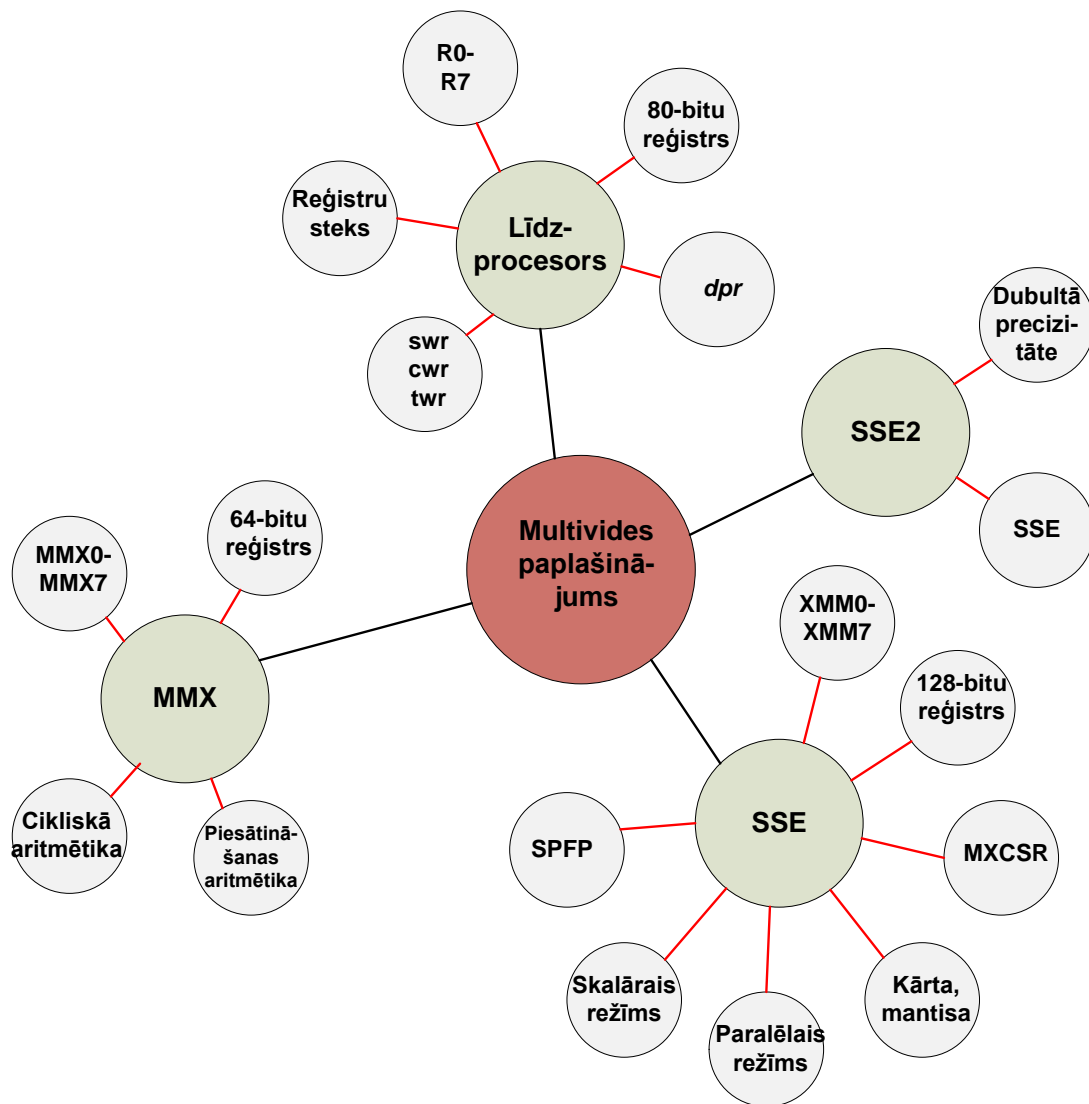 R0-
R7
80-bitu
reģistrs
Reģistru
steks
Līdz-
procesors
dpr
swr
cwr
twr
Dubultā
precizi-
tāte
SSE2
SSE
Multivides
paplašinā-
jums
64-bitu
reģistrs
MMX0-
MMX7
MMX
Cikliskā
aritmētika
Piesātinā-
šanas
aritmētika
XMM0-
XMM7
128-bitu
reģistrs
SSE
SPFP
MXCSR
Skalārais
režīms
Paralēlais
režīms
Kārta,
mantisa